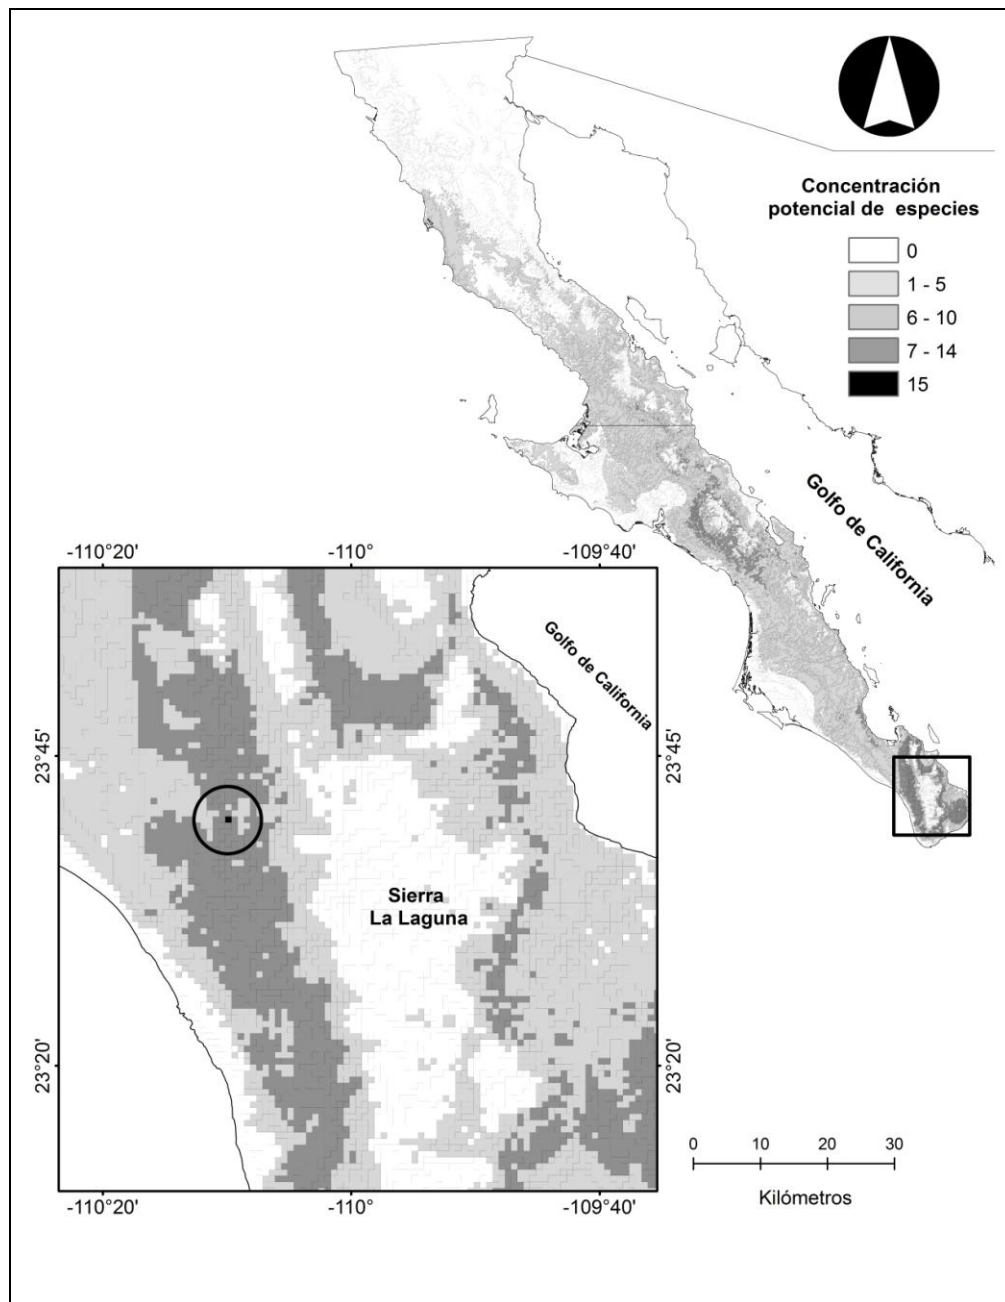 Concentración
potencial de especies
0
1 - 5
6 - 10
7 - 14
15
Golfo de California
-110°20'
-110°
-109°40'
Golfo de California
23°45'
23°45'
Sierra
La Laguna
23°20'
23°20'
0
10
20
30
Kilómetros
-110°20'
-110°
-109°40'